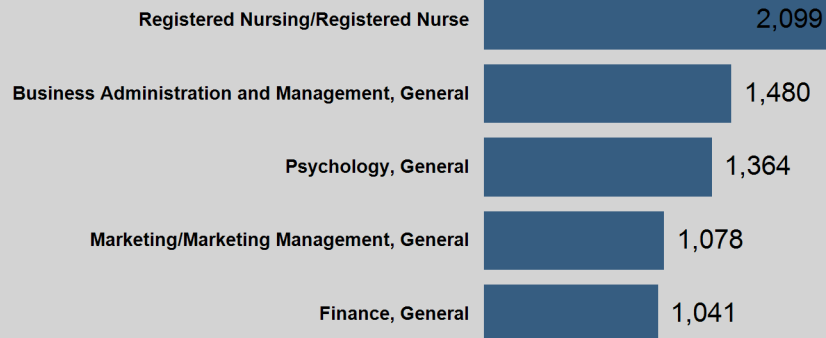 Registered Nursing/Registered Nurse 2,099
Business Administration and Management, General 1,480
Psychology, General 1,364
Marketing/Marketing Management, General 1,078
Finance, General 1,041